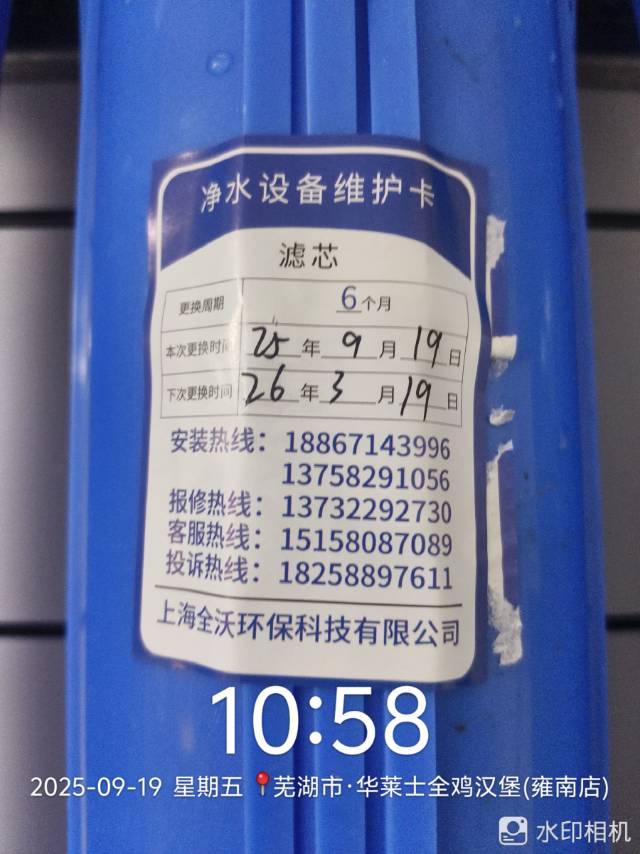 净水设备维护卡
滤芯
更换周期 6个月
本次更换时间 25年9月19日
下次更换时间 26年3月19日
安装热线：18867143996
13758291056
报修热线：13732292730
客服热线：15158087089
投诉热线：18258897611
上海全沃环保科技有限公司
10:58
2025-09-19 星期五 芜湖市·华莱士全鸡汉堡(雍南店)
水印相机